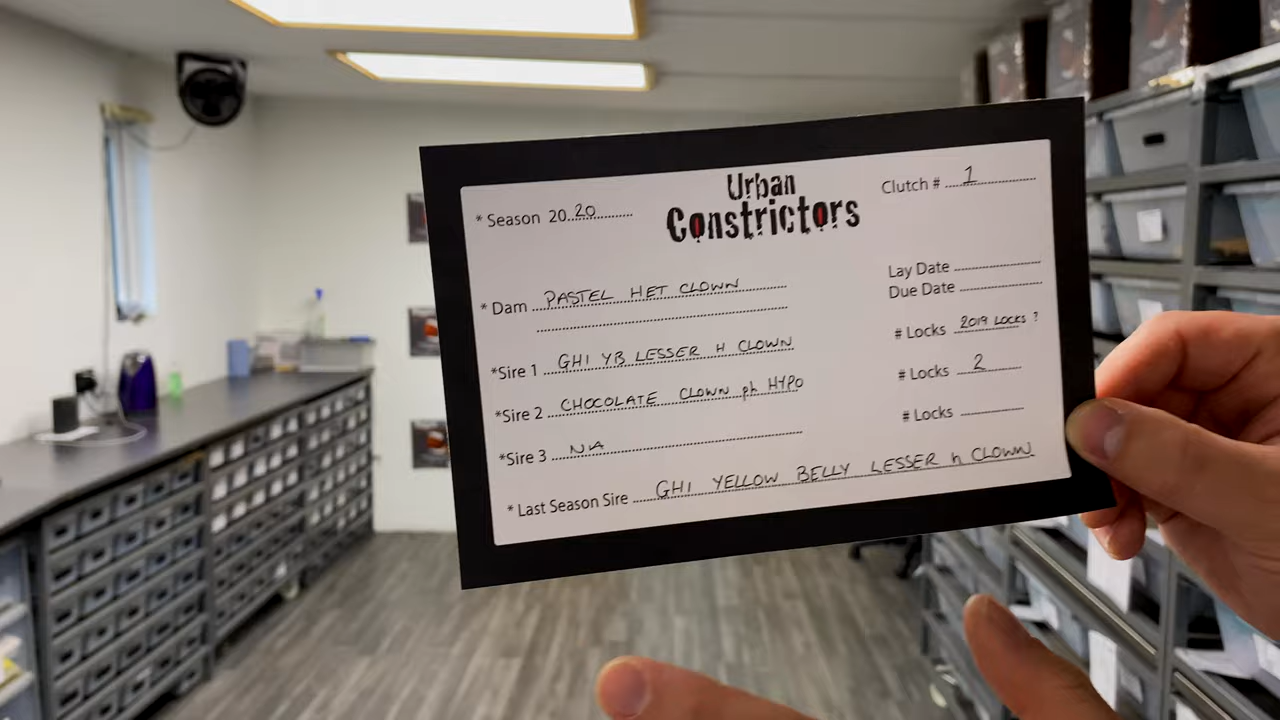 Urban
Constrictors
* Season 20..20
Clutch # 1
* Dam PASTEL HET CLOWN
Lay Date
Due Date
*Sire 1 GHI YB LESSER H CLOWN
# Locks 2019 LOCKS ?
*Sire 2 CHOCOLATE CLOWN ph HYPO
# Locks 2
*Sire 3 NA
# Locks
* Last Season Sire GHI YELLOW BELLY LESSER h CLOWN